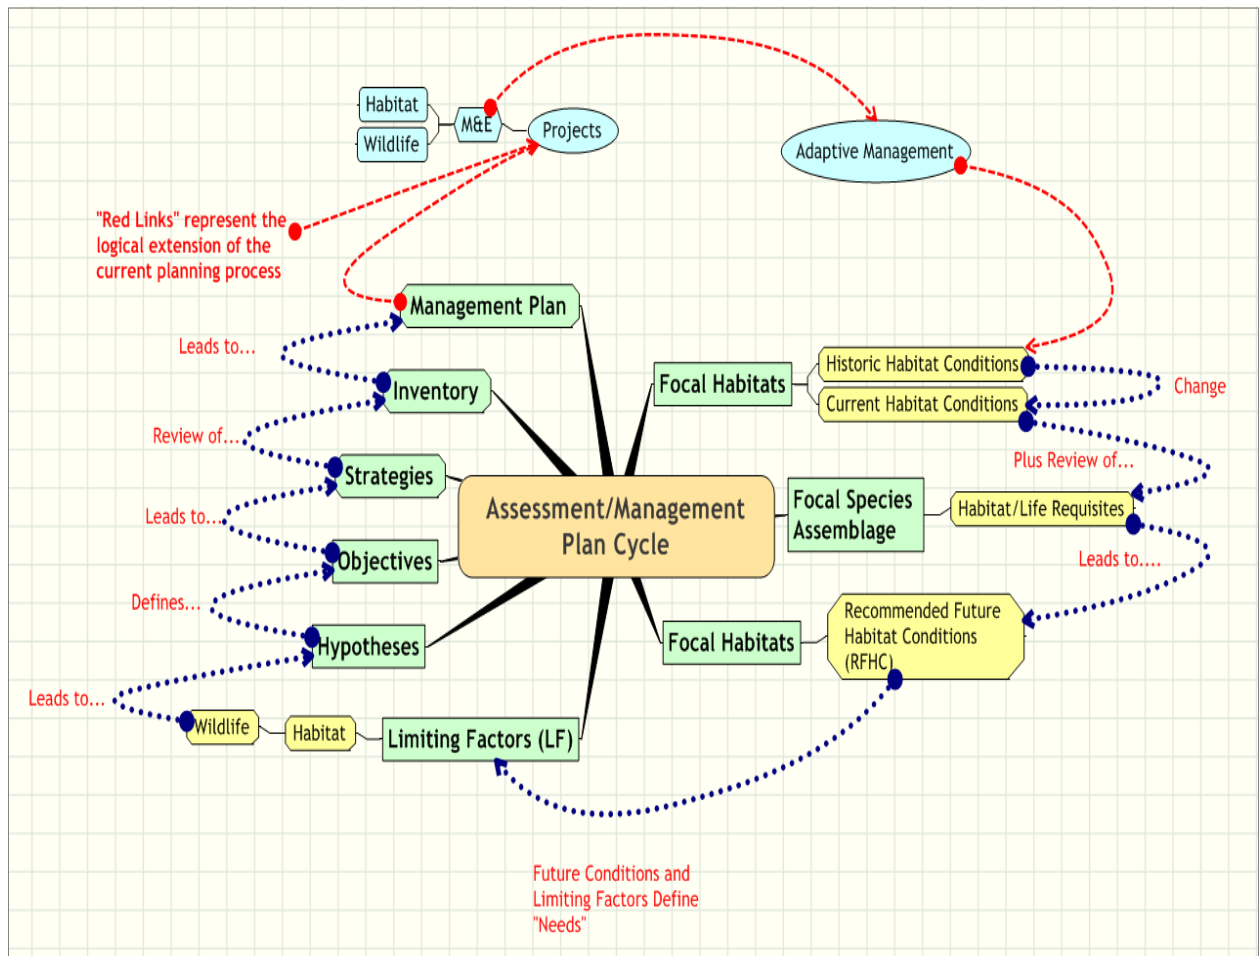 Habitat
Wildlife
M&E
Projects
Adaptive Management
"Red Links" represent the
logical extension of the
current planning process
Management Plan
Leads to...
Inventory
Review of...
Strategies
Leads to...
Objectives
Defines...
Hypotheses
Leads to...
Wildlife
Habitat
Limiting Factors (LF)
Assessment/Management
Plan Cycle
Focal Habitats
Historic Habitat Conditions
Current Habitat Conditions
Change
Plus Review of...
Focal Species
Assemblage
Habitat/Life Requisites
Leads to....
Focal Habitats
Recommended Future
Habitat Conditions
(RFHC)
Future Conditions and
Limiting Factors Define
"Needs"